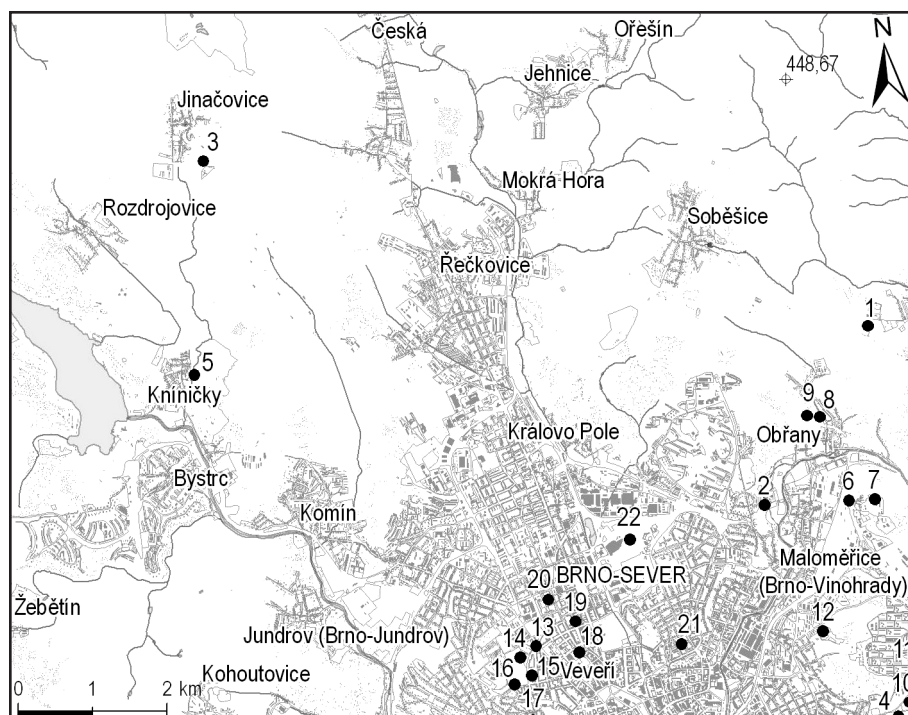 Česká
Ořešín
N
Jehnice
448,67
Jinačovice
3
Mokrá Hora
Rozdrojovice
Soběšice
Řečkovice
1
5
Kníničky
9
8
Královo Pole
Obřany
Bystrc
2
6
7
Komín
22
Maloměřice
(Brno-Vinohrady)
20
BRNO-SEVER
19
Žebětín
Jundrov (Brno-Jundrov)
12
14
13
18
21
16
15
Veveří
Kohoutovice
17
10
4
0
1
2 km